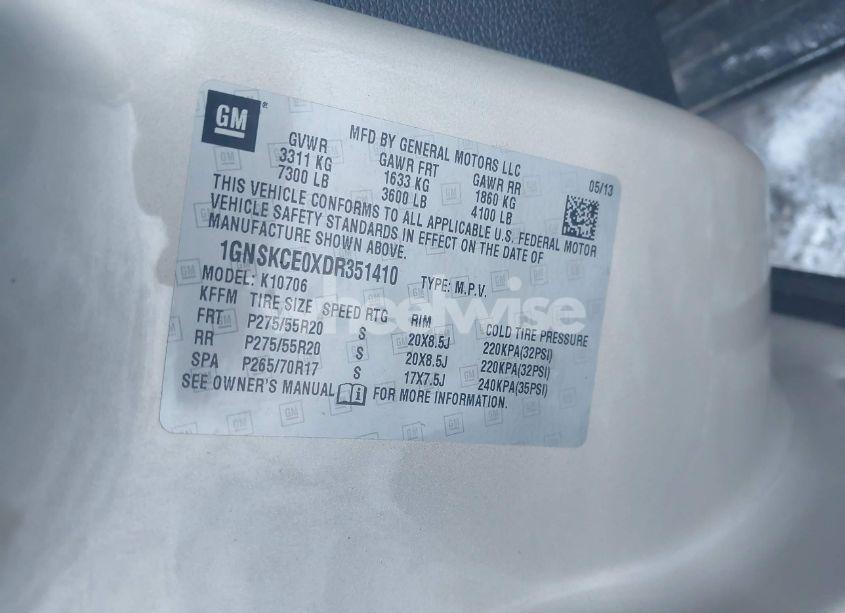 GM
MFD BY GENERAL MOTORS LLC
05/13
GVWR GAWR FRT GAWR RR
3311 KG 1633 KG 1860 KG
7300 LB 3600 LB 4100 LB
THIS VEHICLE CONFORMS TO ALL APPLICABLE U.S. FEDERAL MOTOR
VEHICLE SAFETY STANDARDS IN EFFECT ON THE DATE OF
MANUFACTURE SHOWN ABOVE.
1GNSKCE0XDR351410 TYPE: M.P.V.
MODEL: K10706
KFFM TIRE SIZE SPEED RTG RIM COLD TIRE PRESSURE
FRT P275/55R20 S 20X8.5J 220KPA(32PSI)
RR P275/55R20 S 20X8.5J 220KPA(32PSI)
SPA P265/70R17 S 17X7.5J 240KPA(35PSI)
SEE OWNER'S MANUAL FOR MORE INFORMATION.
wheelwise